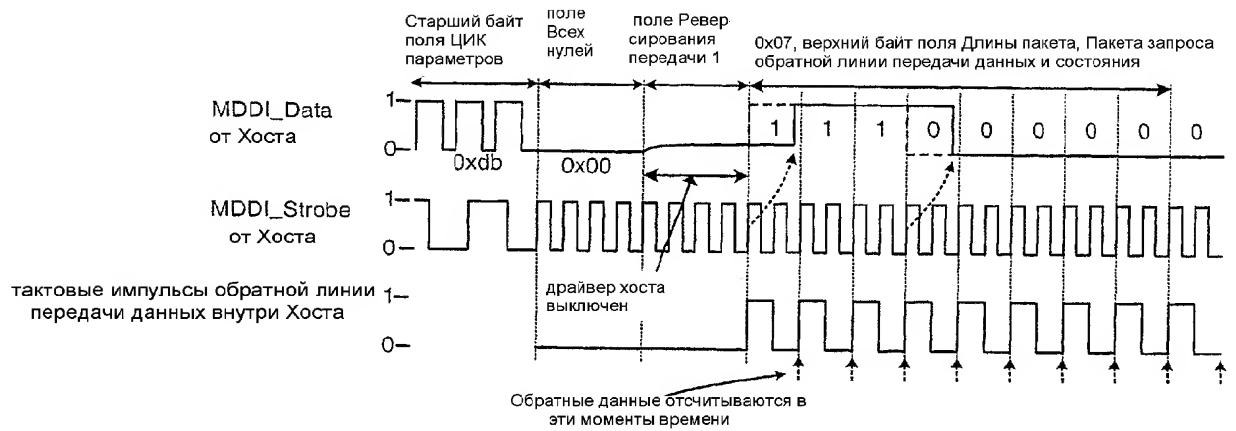 Старший байт
поля ЦИК
параметров
поле
Всех
нулей
поле Ревер-
сирования
передачи 1
0x07, верхний байт поля Длины пакета, Пакета запроса
обратной линии передачи данных и состояния
MDDI_Data
от Хоста
1
0
0xdb
0x00
1 1 1 0 0 0 0 0 0
MDDI_Strobe
от Хоста
1
0
драйвер хоста
выключен
тактовые импульсы обратной линии
передачи данных внутри Хоста
1
0
Обратные данные отсчитываются в
эти моменты времени